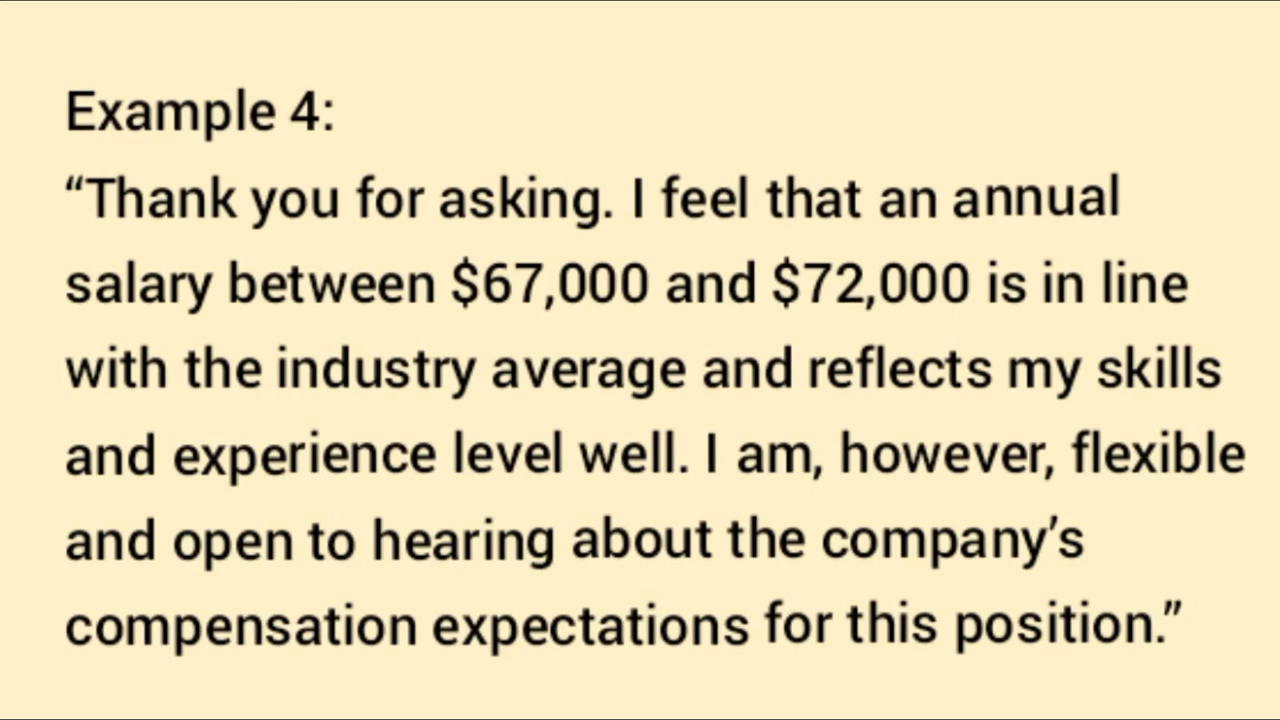 Example 4:
“Thank you for asking. I feel that an annual
salary between $67,000 and $72,000 is in line
with the industry average and reflects my skills
and experience level well. I am, however, flexible
and open to hearing about the company’s
compensation expectations for this position.”